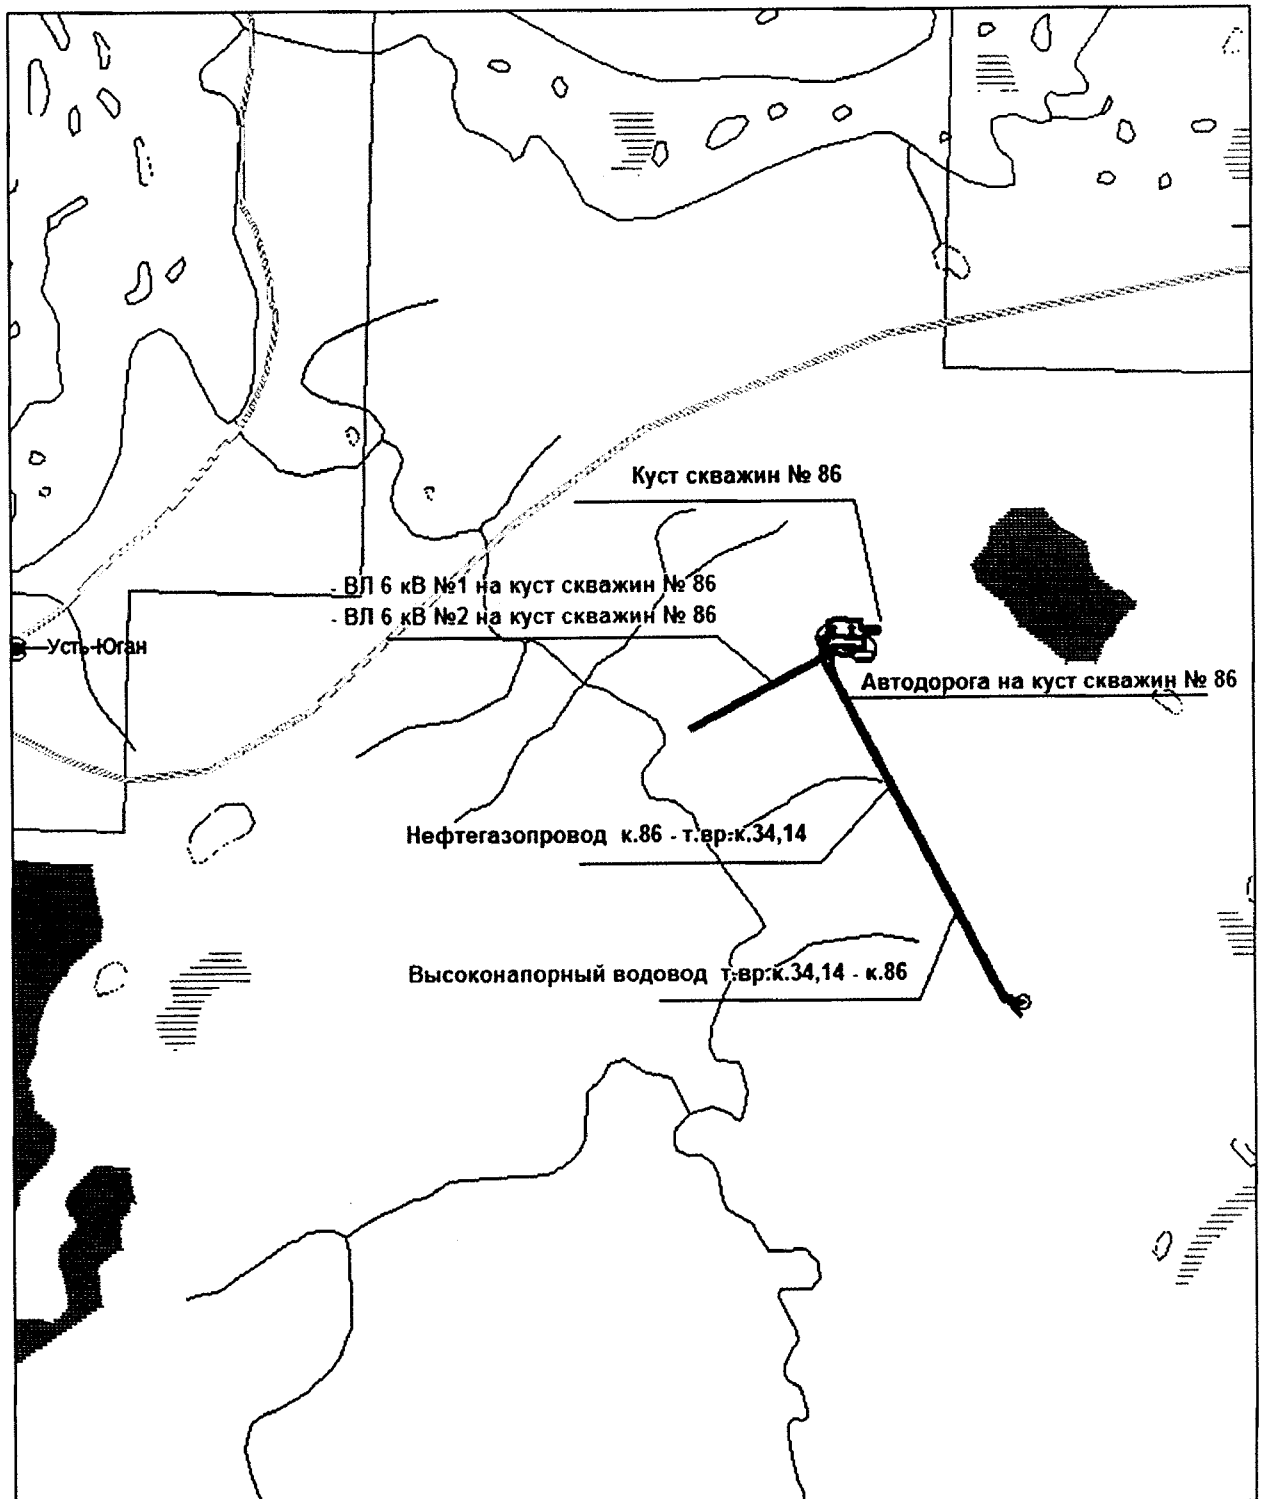 Куст скважин № 86
- ВЛ 6 кВ №1 на куст скважин № 86
- ВЛ 6 кВ №2 на куст скважин № 86
Усть-Юган
Автодорога на куст скважин № 86
Нефтегазопровод к.86 - т.вр.к.34,14
Высоконапорный водовод т.вр.к.34,14 - к.86